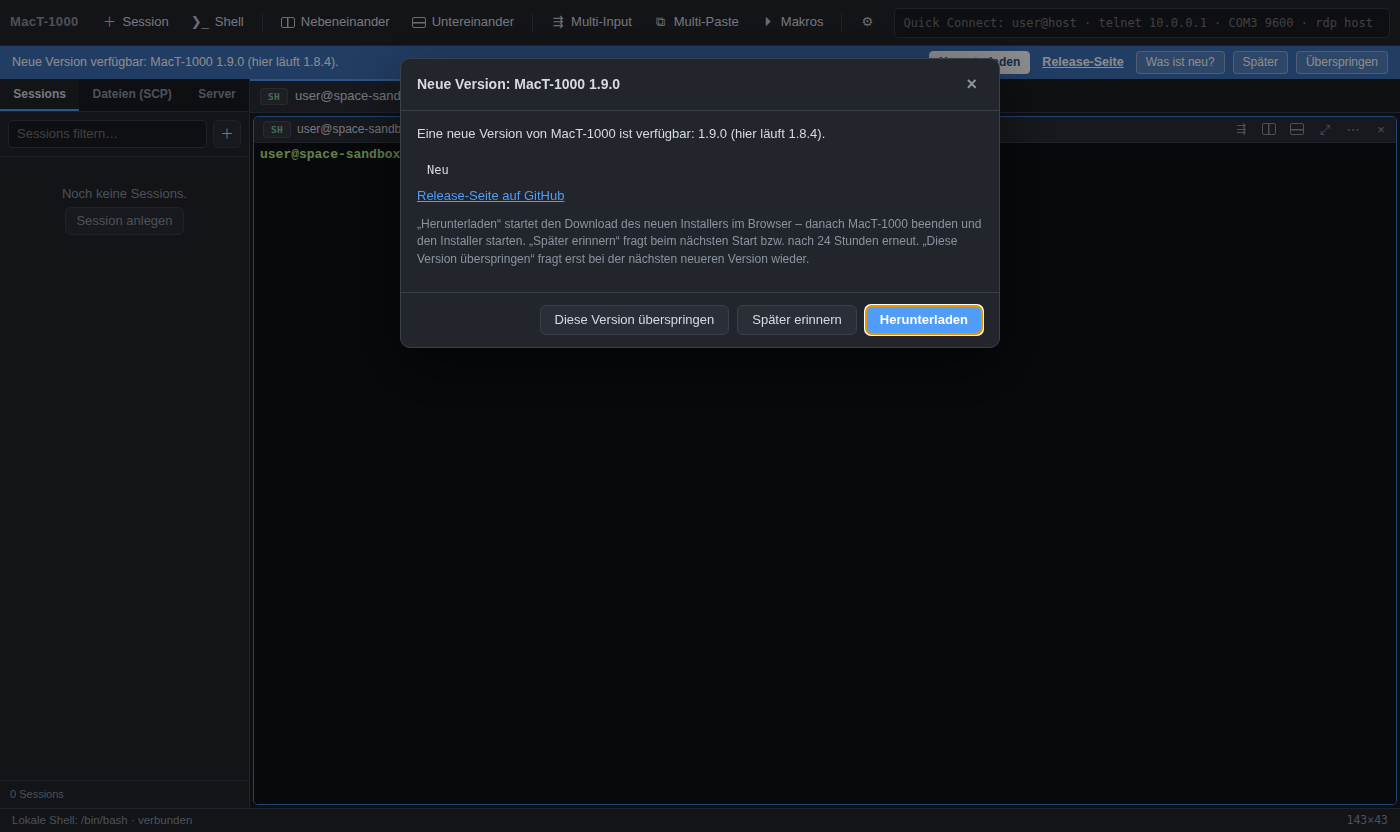 MacT-1000 + Session ❯_ Shell Nebeneinander Untereinander Multi-Input Multi-Paste Makros Quick Connect: user@host · telnet 10.0.0.1 · COM3 9600 · rdp host
Neue Version verfügbar: MacT-1000 1.9.0 (hier läuft 1.8.4). Release-Seite Was ist neu? Später Überspringen
Sessions Dateien (SCP) Server
SH user@space-sand
Sessions filtern… +
SH user@space-sandb
user@space-sandbox
Noch keine Sessions.
Session anlegen
Neue Version: MacT-1000 1.9.0 ×
Eine neue Version von MacT-1000 ist verfügbar: 1.9.0 (hier läuft 1.8.4).
Neu
Release-Seite auf GitHub
„Herunterladen“ startet den Download des neuen Installers im Browser – danach MacT-1000 beenden und
den Installer starten. „Später erinnern“ fragt beim nächsten Start bzw. nach 24 Stunden erneut. „Diese
Version überspringen“ fragt erst bei der nächsten neueren Version wieder.
Diese Version überspringen Später erinnern Herunterladen
0 Sessions
Lokale Shell: /bin/bash · verbunden 143×43